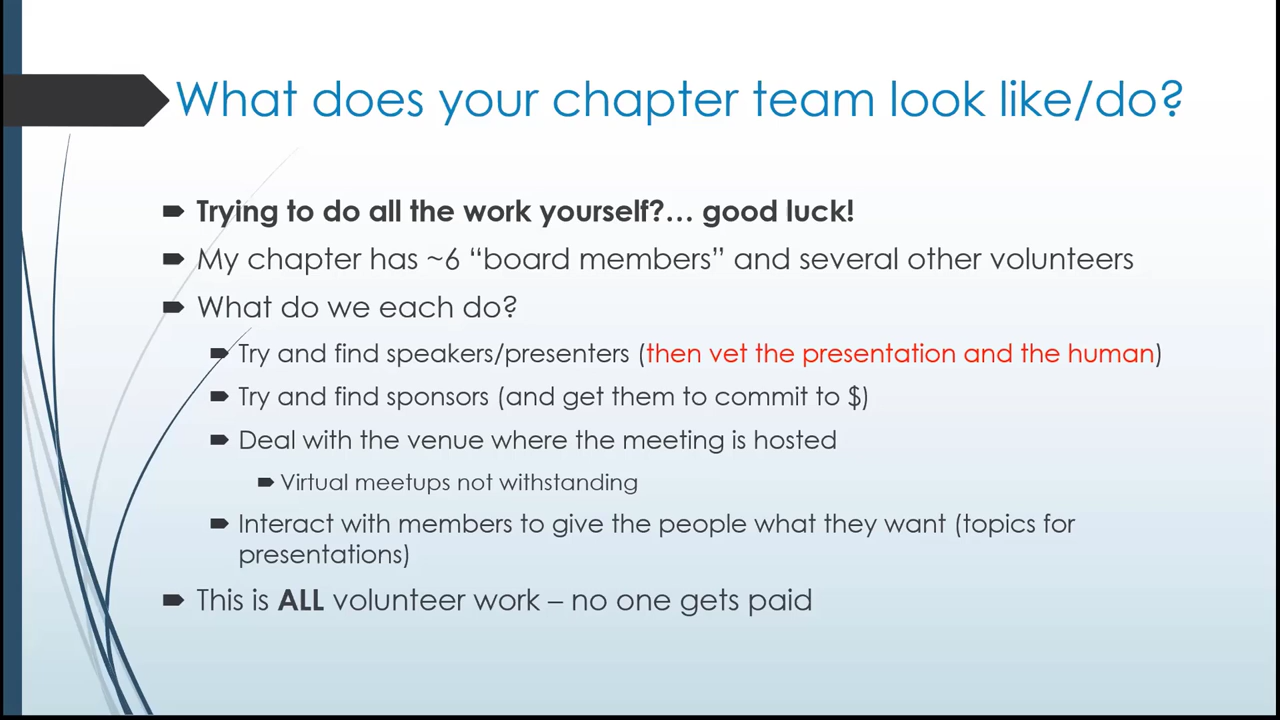 What does your chapter team look like/do?
Trying to do all the work yourself?... good luck!
My chapter has ~6 “board members” and several other volunteers
What do we each do?
Try and find speakers/presenters (then vet the presentation and the human)
Try and find sponsors (and get them to commit to $)
Deal with the venue where the meeting is hosted
Virtual meetups not withstanding
Interact with members to give the people what they want (topics for
presentations)
This is ALL volunteer work – no one gets paid